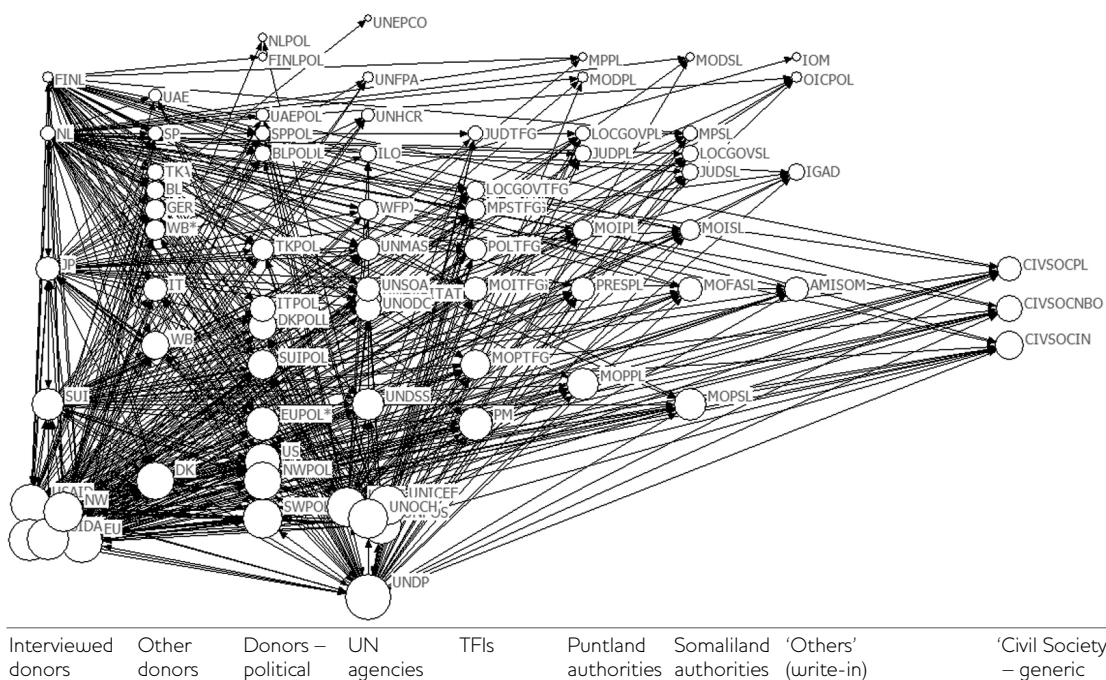 UNEPCO
NLPOL
FINLPOL
MPPL
MODSL
IOM
FINL
UNFPA
MODPL
OICPOL
UAE
UAEPOL
UNHCR
NL
SP
SPPOL
JUDTFG
LOCGOVPL
MPSL
BLPOL
ILO
JUDPL
LOCGOVSL
TK
JUDSL
IGAD
BL
LOCGOVTFG
GER
WFP
MPSTFG
WB*
MOIPL
MOISL
TKPOL
UNMAS
POLTFG
JP
CIVSOCPL
IT
UNSOA
MOITFG
PRESPL
MOFASL
AMISOM
ITPOL
UNODC
CIVSOCNBO
DKPOL
WB
CIVSOCIN
SUIPOL
MOPTFG
MOPPL
SUI
UNDSS
MOPSL
EUPOL*
PM
US
DK
NWPOL
USAID
NW
UNICEF
SWPOL
UNOCH
EU
UNDP
Interviewed donors
Other donors
Donors – political
UN agencies
TFIs
Puntland authorities
Somaliland authorities
‘Others’ (write-in)
‘Civil Society – generic